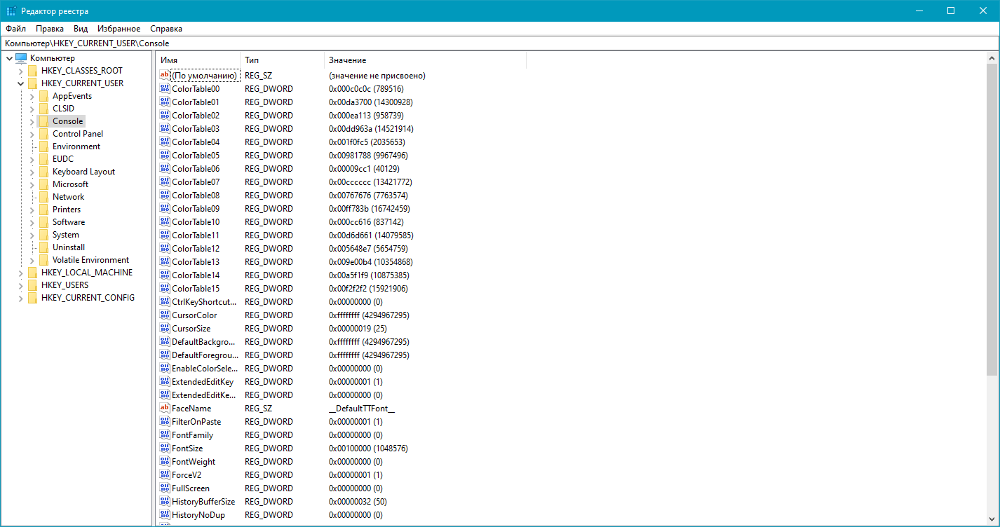 Редактор реестра
Файл Правка Вид Избранное Справка
Компьютер\HKEY_CURRENT_USER\Console
Компьютер
HKEY_CLASSES_ROOT
HKEY_CURRENT_USER
AppEvents
CLSID
Console
Control Panel
Environment
EUDC
Keyboard Layout
Microsoft
Network
Printers
Software
System
Uninstall
Volatile Environment
HKEY_LOCAL_MACHINE
HKEY_USERS
HKEY_CURRENT_CONFIG
Имя Тип Значение
(По умолчанию) REG_SZ (значение не присвоено)
ColorTable00 REG_DWORD 0x000c0c0c (789516)
ColorTable01 REG_DWORD 0x00da3700 (14300928)
ColorTable02 REG_DWORD 0x000ea113 (958739)
ColorTable03 REG_DWORD 0x00dd963a (14521914)
ColorTable04 REG_DWORD 0x001f0fc5 (2035653)
ColorTable05 REG_DWORD 0x00981788 (9967496)
ColorTable06 REG_DWORD 0x00009cc1 (40129)
ColorTable07 REG_DWORD 0x00cccccc (13421772)
ColorTable08 REG_DWORD 0x00767676 (7763574)
ColorTable09 REG_DWORD 0x00ff783b (16742459)
ColorTable10 REG_DWORD 0x000cc616 (837142)
ColorTable11 REG_DWORD 0x00d6d661 (14079585)
ColorTable12 REG_DWORD 0x005648e7 (5654759)
ColorTable13 REG_DWORD 0x009e00b4 (10354868)
ColorTable14 REG_DWORD 0x00a5f1f9 (10875385)
ColorTable15 REG_DWORD 0x00f2f2f2 (15921906)
CtrlKeyShortcut... REG_DWORD 0x00000000 (0)
CursorColor REG_DWORD 0xffffffff (4294967295)
CursorSize REG_DWORD 0x00000019 (25)
DefaultBackgro... REG_DWORD 0xffffffff (4294967295)
DefaultForegrou... REG_DWORD 0xffffffff (4294967295)
EnableColorSele... REG_DWORD 0x00000000 (0)
ExtendedEditKey REG_DWORD 0x00000001 (1)
ExtendedEditKe... REG_DWORD 0x00000000 (0)
FaceName REG_SZ __DefaultTTFont__
FilterOnPaste REG_DWORD 0x00000001 (1)
FontFamily REG_DWORD 0x00000000 (0)
FontSize REG_DWORD 0x00100000 (1048576)
FontWeight REG_DWORD 0x00000000 (0)
ForceV2 REG_DWORD 0x00000001 (1)
FullScreen REG_DWORD 0x00000000 (0)
HistoryBufferSize REG_DWORD 0x00000032 (50)
HistoryNoDup REG_DWORD 0x00000000 (0)